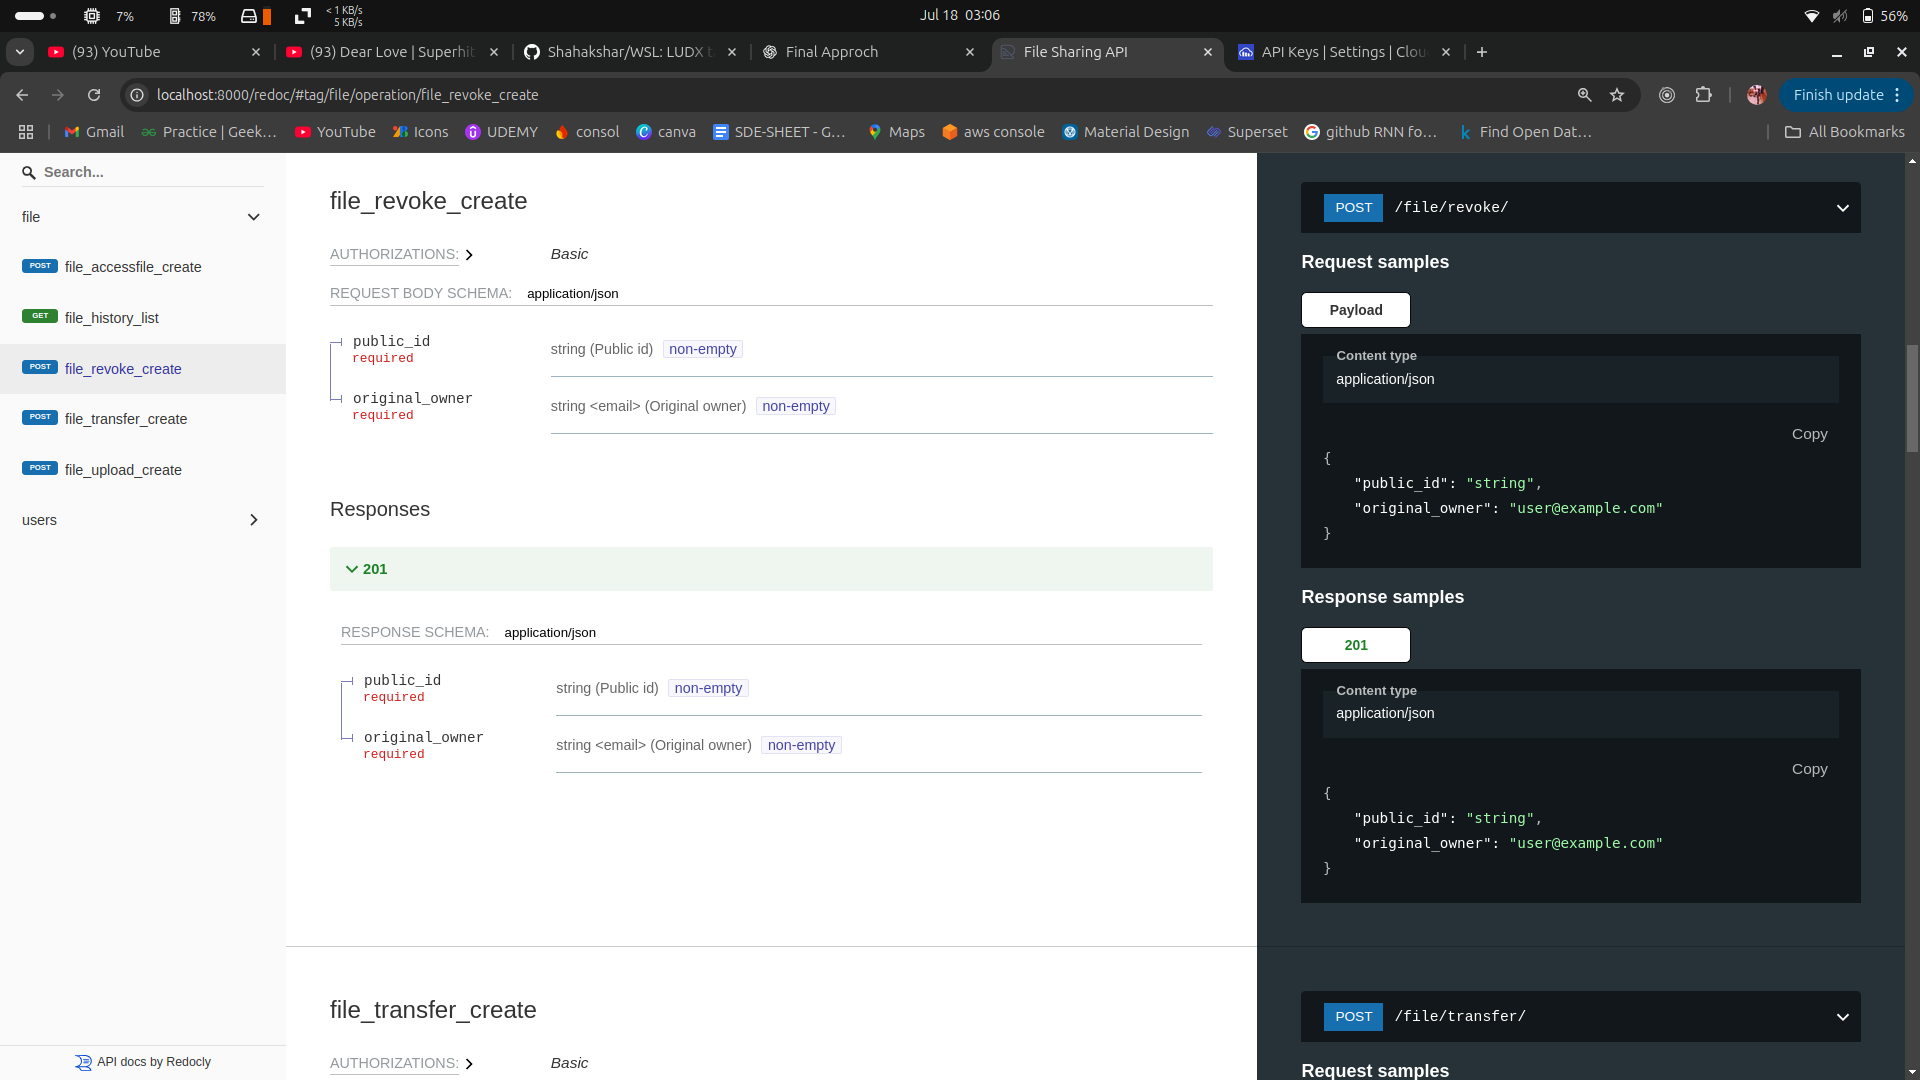 7%
78%
< 1 KB/s
5 KB/s
Jul 18 03:06
56%
(93) YouTube
(93) Dear Love | Superhit
Shahakshar/WSL: LUDX
Final Approch
File Sharing API
API Keys | Settings | Clou
localhost:8000/redoc/#tag/file/operation/file_revoke_create
Finish update
Gmail
Practice | Geek…
YouTube
Icons
UDEMY
consol
canva
SDE-SHEET - G…
Maps
aws console
Material Design
Superset
github RNN fo…
Find Open Dat…
All Bookmarks
Search...
file
POST file_accessfile_create
GET file_history_list
POST file_revoke_create
POST file_transfer_create
POST file_upload_create
users
API docs by Redocly
file_revoke_create
AUTHORIZATIONS: Basic
REQUEST BODY SCHEMA: application/json
public_id
required
string (Public id) non-empty
original_owner
required
string <email> (Original owner) non-empty
Responses
201
RESPONSE SCHEMA: application/json
public_id
required
string (Public id) non-empty
original_owner
required
string <email> (Original owner) non-empty
file_transfer_create
AUTHORIZATIONS: Basic
POST /file/revoke/
Request samples
Payload
Content type
application/json
Copy
{
"public_id": "string",
"original_owner": "user@example.com"
}
Response samples
201
Content type
application/json
Copy
{
"public_id": "string",
"original_owner": "user@example.com"
}
POST /file/transfer/
Request samples